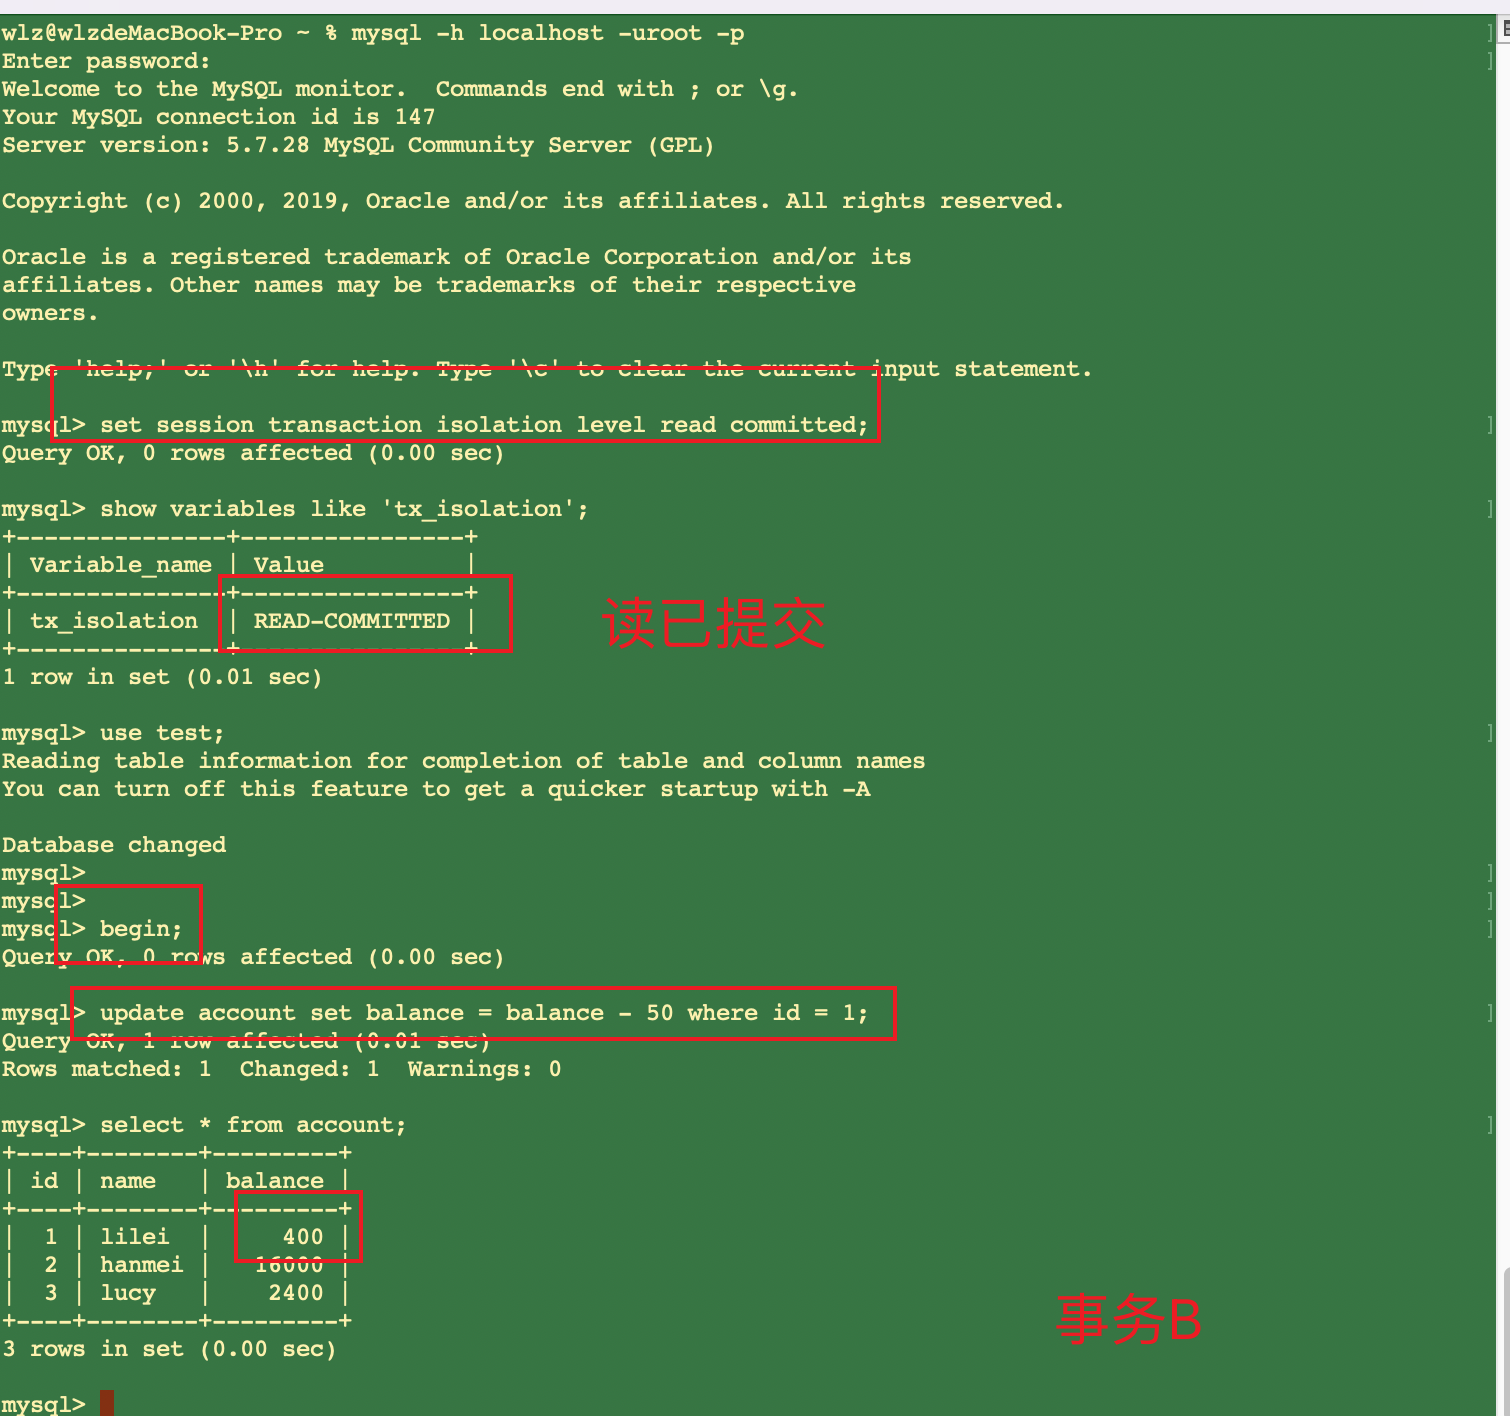 wlz@wlzdeMacBook-Pro ~ % mysql -h localhost -uroot -p
Enter password:
Welcome to the MySQL monitor.  Commands end with ; or \g.
Your MySQL connection id is 147
Server version: 5.7.28 MySQL Community Server (GPL)
Copyright (c) 2000, 2019, Oracle and/or its affiliates. All rights reserved.
Oracle is a registered trademark of Oracle Corporation and/or its
affiliates. Other names may be trademarks of their respective
owners.
Type 'help;' or '\h' for help. Type '\c' to clear the current input statement.
mysql> set session transaction isolation level read committed;
Query OK, 0 rows affected (0.00 sec)
mysql> show variables like 'tx_isolation';
+---------------+----------------+
| Variable_name | Value          |
+---------------+----------------+
| tx_isolation  | READ-COMMITTED |
读已提交
+---------------+----------------+
1 row in set (0.01 sec)
mysql> use test;
Reading table information for completion of table and column names
You can turn off this feature to get a quicker startup with -A
Database changed
mysql>
mysql>
mysql> begin;
Query OK, 0 rows affected (0.00 sec)
mysql> update account set balance = balance - 50 where id = 1;
Query OK, 1 row affected (0.01 sec)
Rows matched: 1  Changed: 1  Warnings: 0
mysql> select * from account;
+----+--------+---------+
| id | name   | balance |
+----+--------+---------+
|  1 | lilei  |     400 |
|  2 | hanmei |   16000 |
|  3 | lucy   |    2400 |
+----+--------+---------+
事务B
3 rows in set (0.00 sec)
mysql>